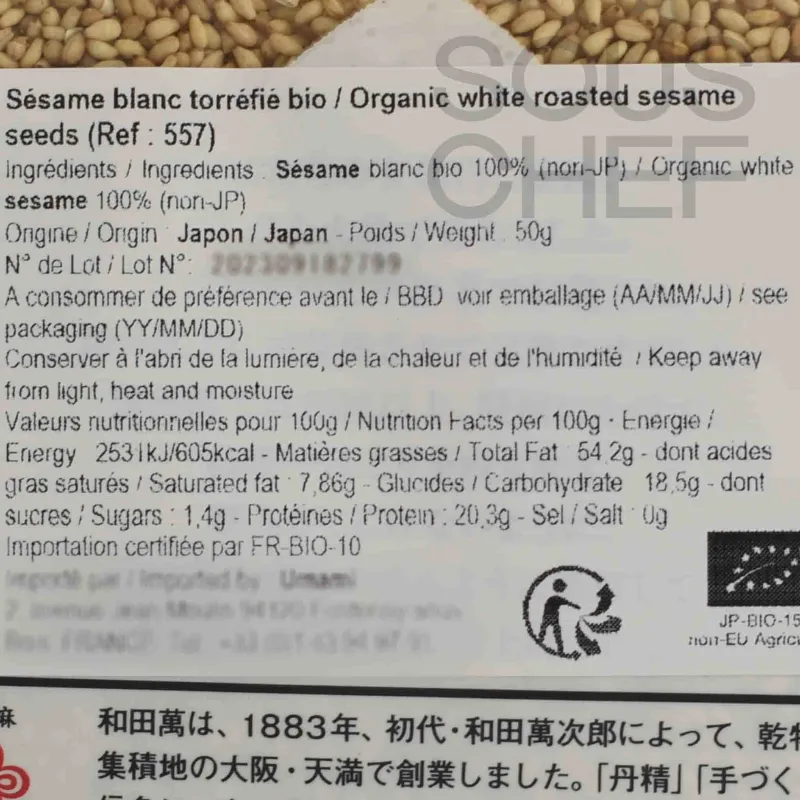 SOUS
CHEF
Sésame blanc torréfié bio / Organic white roasted sesame
seeds (Ref : 557)
Ingrédients / Ingredients : Sésame blanc bio 100% (non-JP) / Organic white
sesame 100% (non-JP)
Origine / Origin : Japon / Japan - Poids / Weight : 50g
N° de Lot / Lot N°:
A consommer de préférence avant le / BBD voir emballage (AA/MM/JJ) / see
packaging (YY/MM/DD)
Conserver à l'abri de la lumière, de la chaleur et de l'humidité / Keep away
from light, heat and moisture
Valeurs nutritionnelles pour 100g / Nutrition Facts per 100g - Energie /
Energy 2531kJ/605kcal - Matières grasses / Total Fat : 54,2g - dont acides
gras saturés / Saturated fat : 7,86g - Glucides / Carbohydrate 18,5g - dont
sucres / Sugars : 1,4g - Protéines / Protein : 20,3g - Sel / Salt : 0g
Importation certifiée par FR-BIO-10
JP-BIO-15
non-EU Agric
麻
和田萬は、1883年、初代・和田萬次郎によって、乾物
集積地の大阪・天満で創業しました。「丹精」「手づく